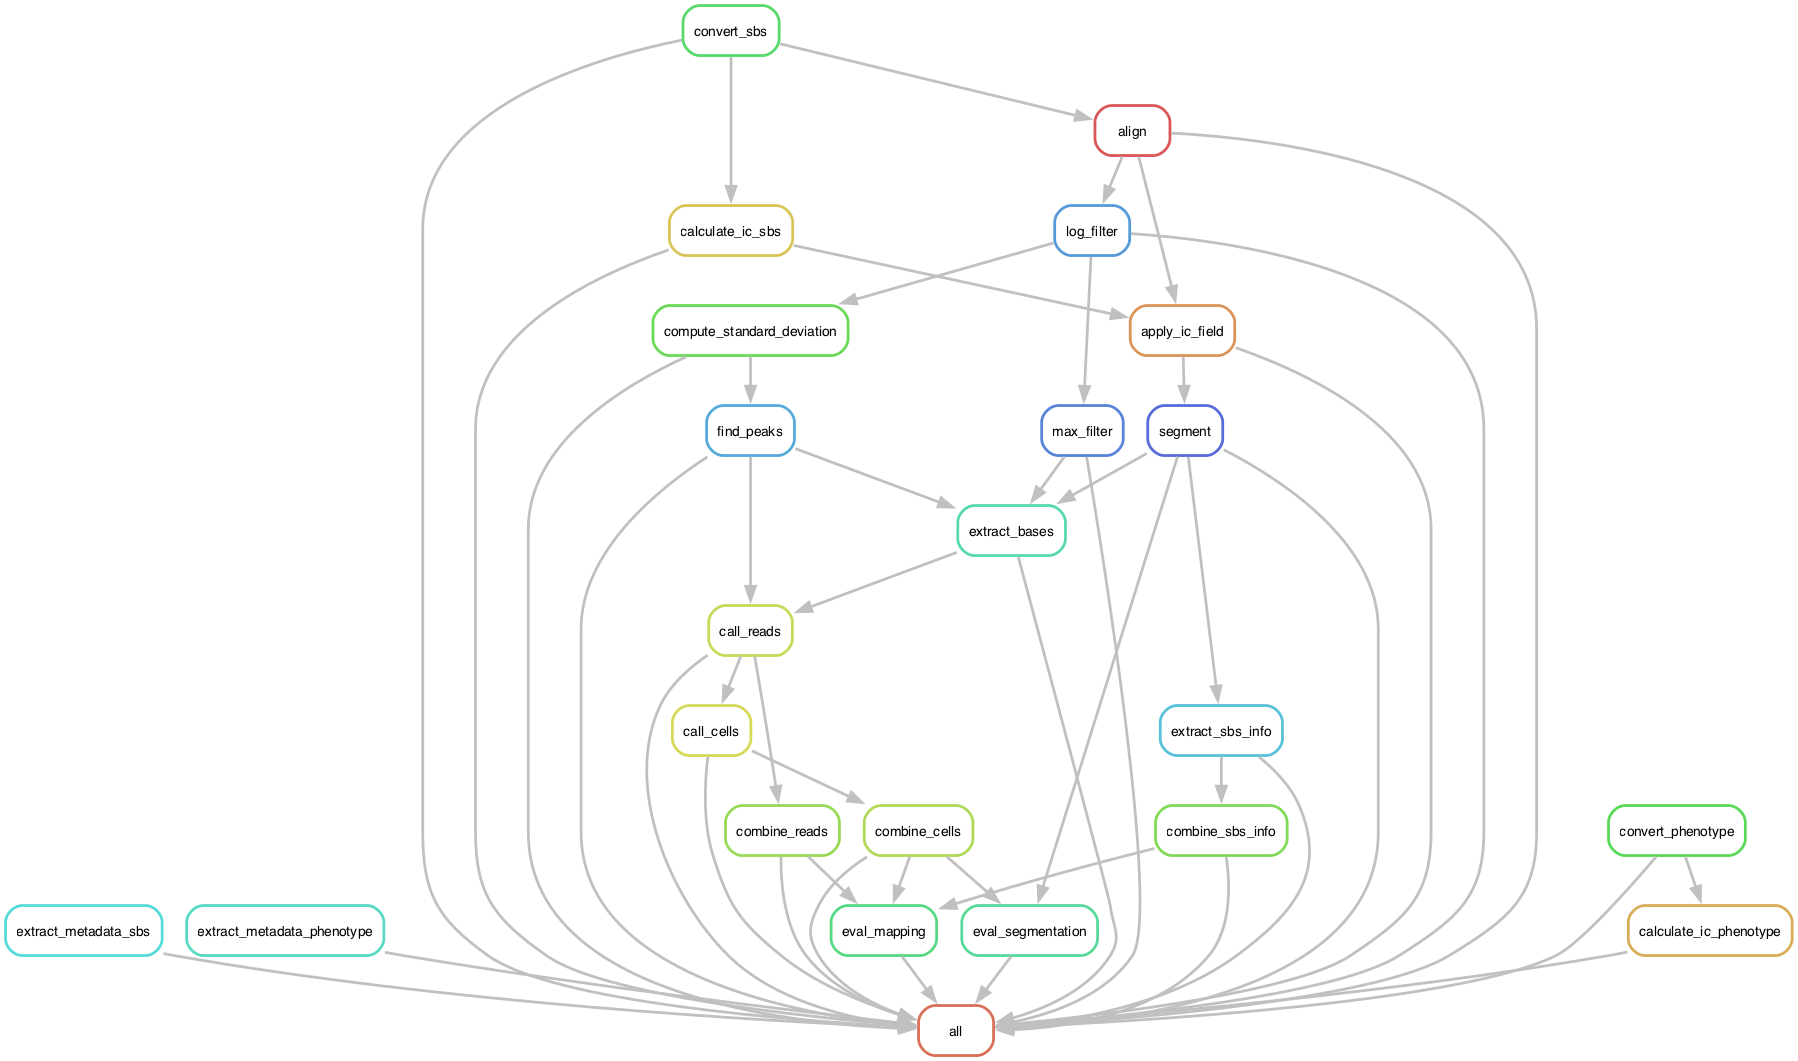 convert_sbs
align
calculate_ic_sbs
log_filter
compute_standard_deviation
apply_ic_field
find_peaks
max_filter
segment
extract_bases
call_reads
call_cells
extract_sbs_info
combine_reads
combine_cells
combine_sbs_info
convert_phenotype
extract_metadata_sbs
extract_metadata_phenotype
eval_mapping
eval_segmentation
calculate_ic_phenotype
all